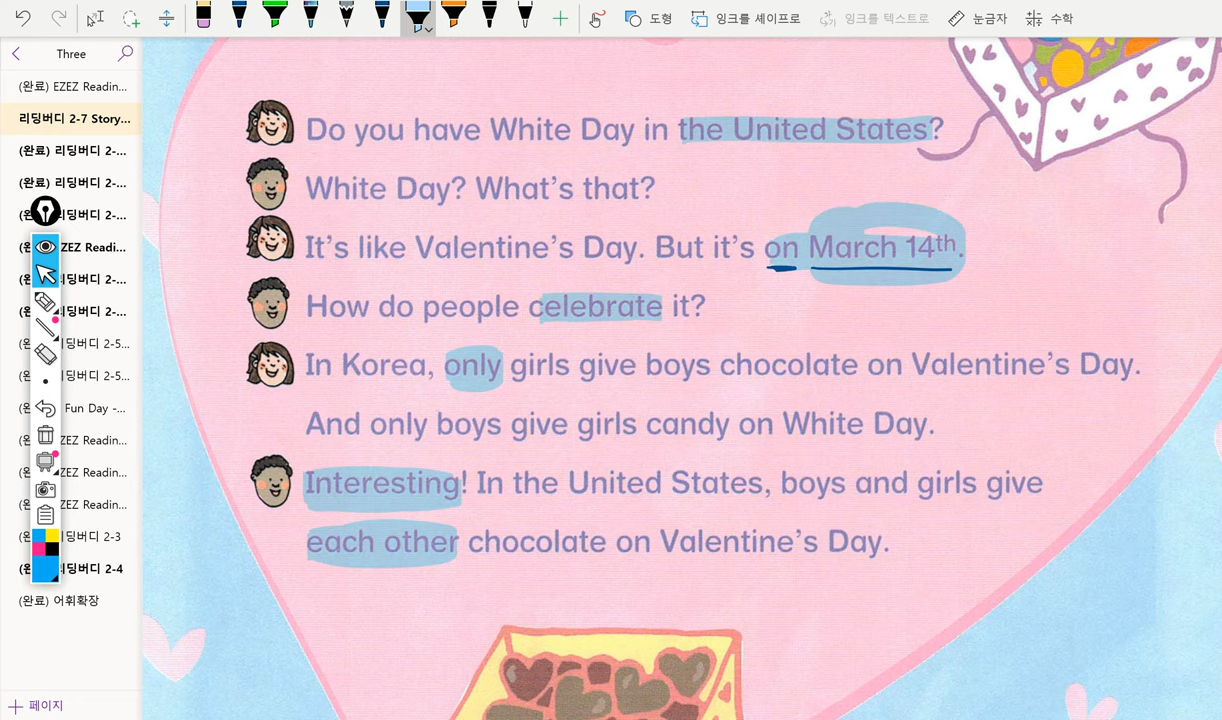 도형
잉크를 셰이프로
잉크를 텍스트로
눈금자
수학
Three
(완료) EZEZ Readin...
리딩버디 2-7 Story...
(완료) 리딩버디 2-...
(완료) 리딩버디 2-...
리딩버디 2-...
EZ Readi...
리딩버디 2-...
리딩버디 2-...
리딩버디 2-5...
리딩버디 2-5...
Fun Day -...
EZEZ Readin...
EZEZ Readin...
EZEZ Readin...
리딩버디 2-3
리딩버디 2-4
(완료) 어휘확장
페이지
Do you have White Day in the United States?
White Day? What's that?
It's like Valentine's Day. But it's on March 14th.
How do people celebrate it?
In Korea, only girls give boys chocolate on Valentine's Day.
And only boys give girls candy on White Day.
Interesting! In the United States, boys and girls give
each other chocolate on Valentine's Day.